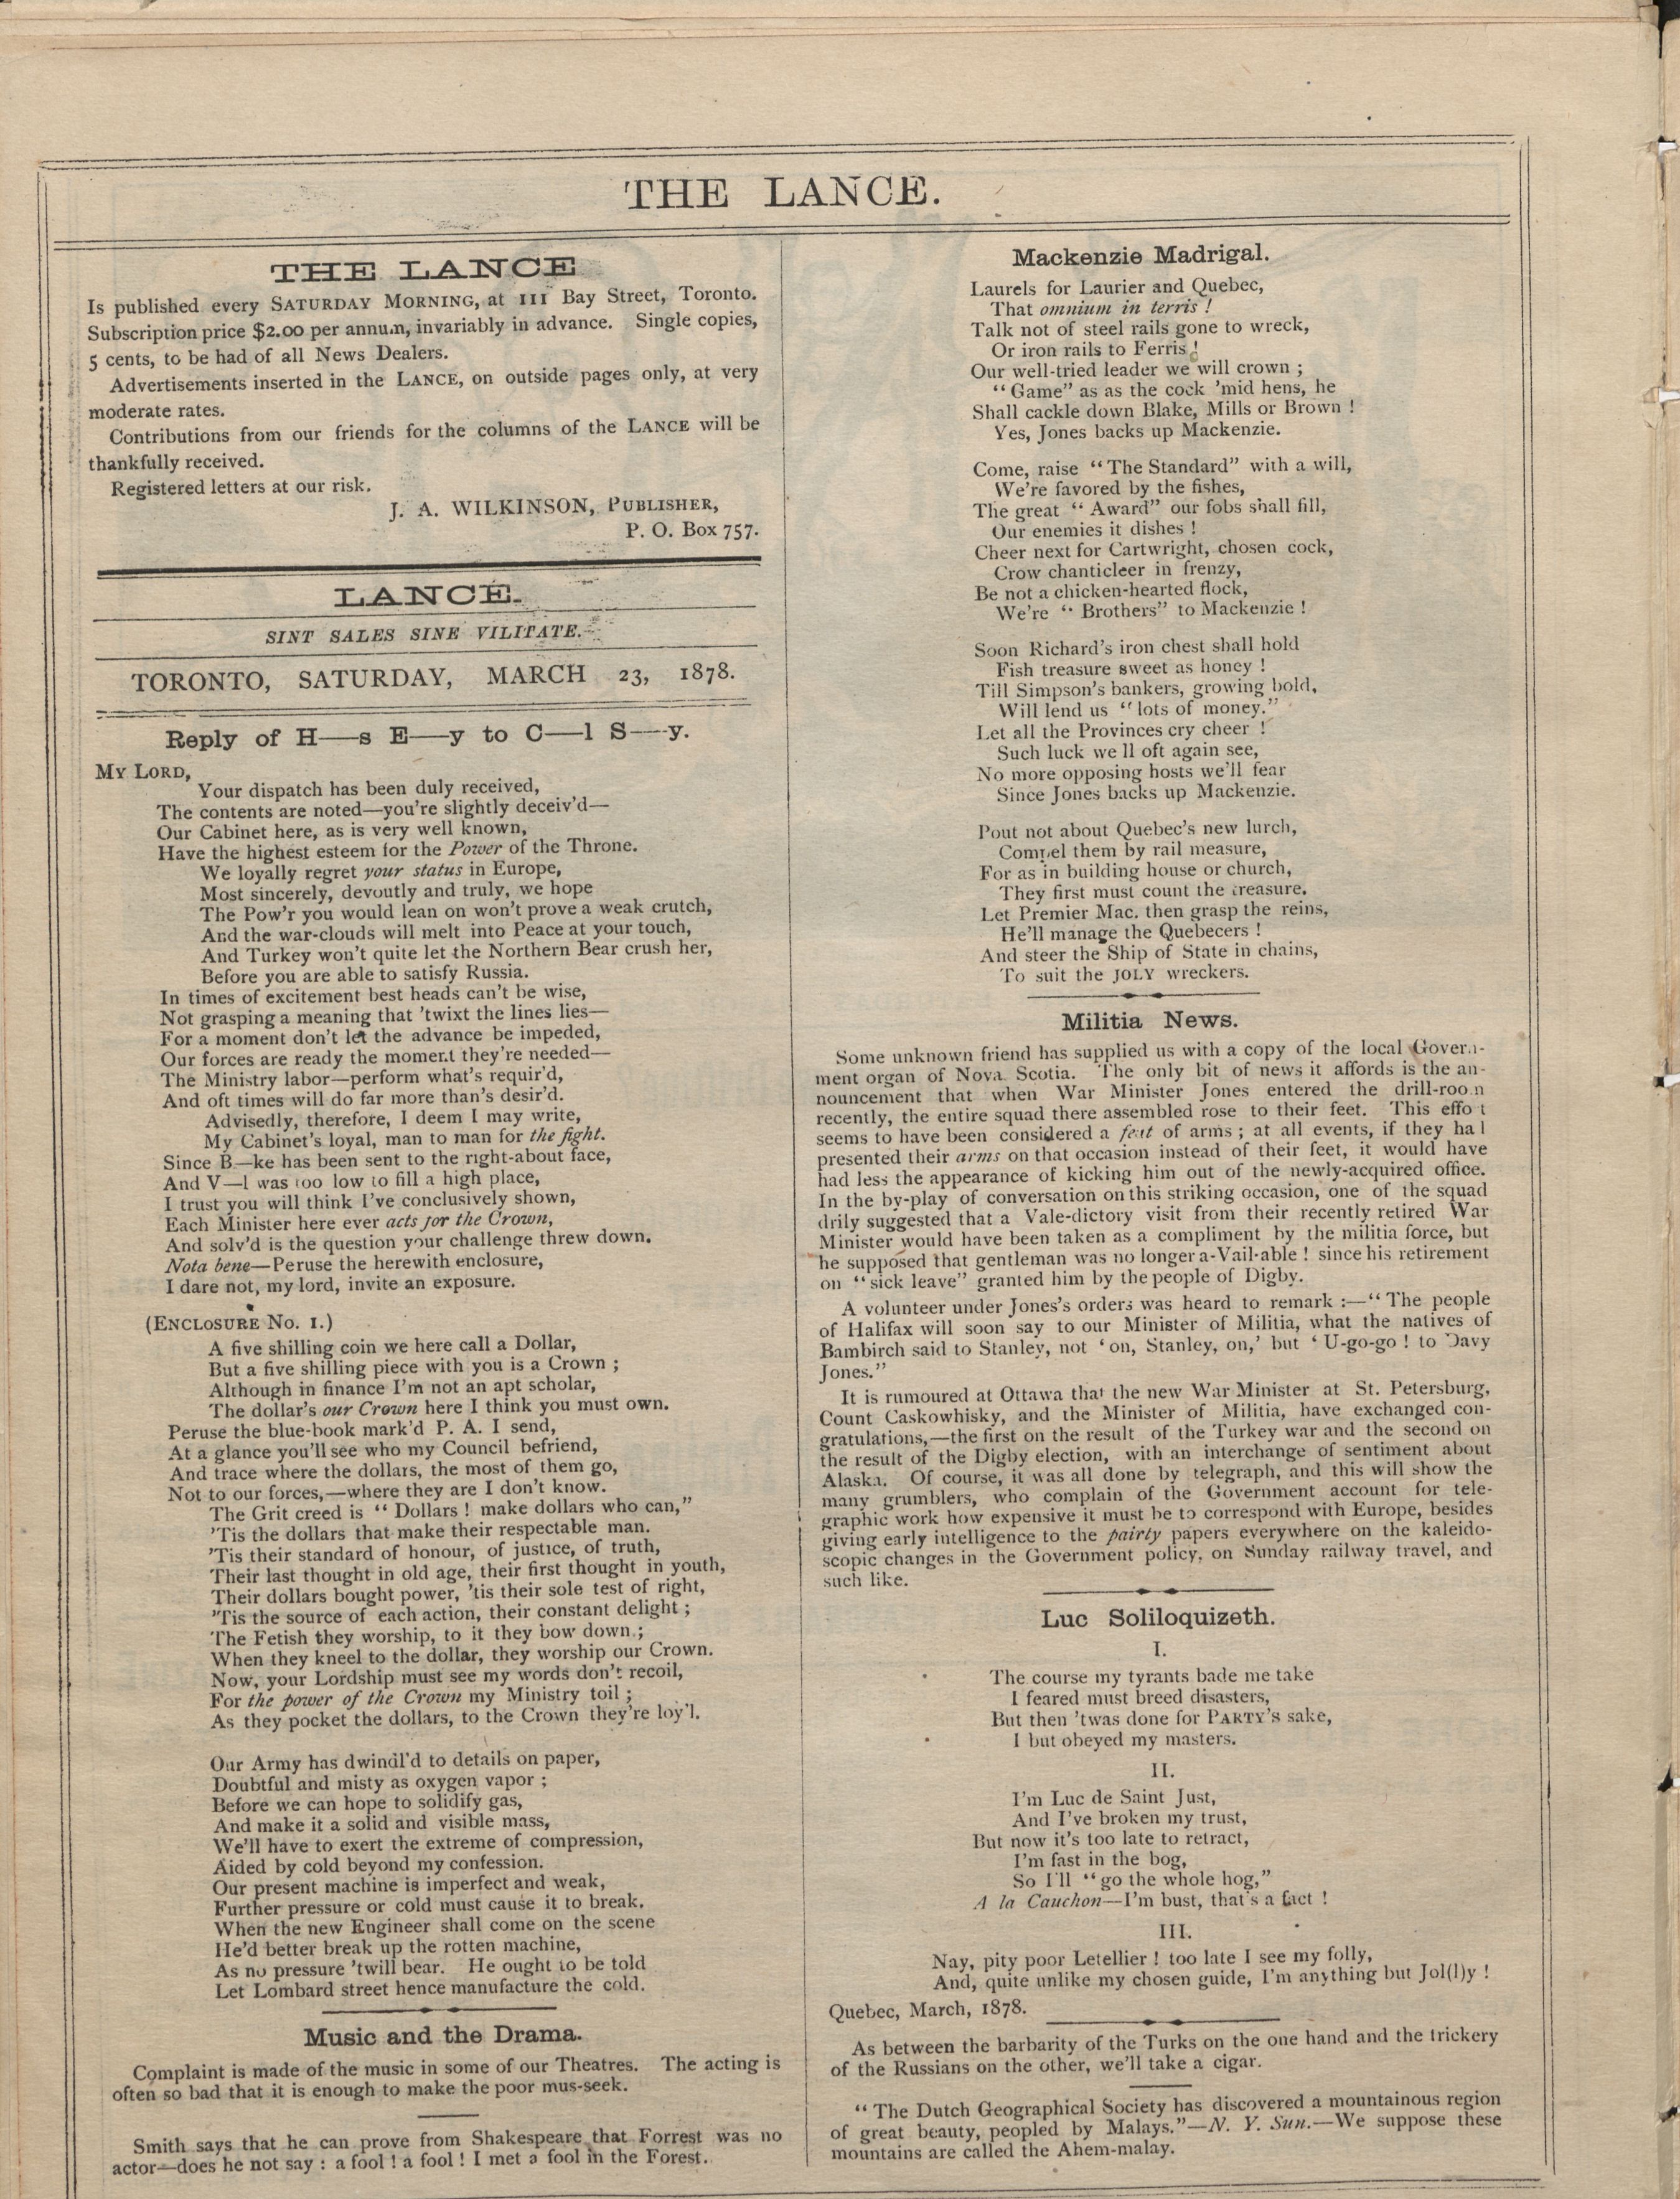 THE LANCE.
THE LANCE
Is published every SATURDAY MORNING, at 111 Bay Street, Toronto.
Subscription price $2.00 per annum, invariably in advance. Single copies,
5 cents, to be had of all News Dealers.
Advertisements inserted in the LANCE, on outside pages only, at very
moderate rates.
Contributions from our friends for the columns of the LANCE will be
thankfully received.
Registered letters at our risk.
J. A. WILKINSON, PUBLISHER,
P. O. Box 757.
LANCE.
SINT SALES SINE VILITATE.
TORONTO, SATURDAY, MARCH 23, 1878.
Reply of H—s E—y to C—l S—y.
MY LORD,
Your dispatch has been duly received,
The contents are noted—you're slightly deceiv'd—
Our Cabinet here, as is very well known,
Have the highest esteem for the Power of the Throne.
We loyally regret your status in Europe,
Most sincerely, devoutly and truly, we hope
The Pow'r you would lean on won't prove a weak crutch,
And the war-clouds will melt into Peace at your touch,
And Turkey won't quite let the Northern Bear crush her,
Before you are able to satisfy Russia.
In times of excitement best heads can't be wise,
Not grasping a meaning that 'twixt the lines lies—
For a moment don't let the advance be impeded,
Our forces are ready the moment they're needed—
The Ministry labor—perform what's requir'd,
And oft times will do far more than's desir'd.
Advisedly, therefore, I deem I may write,
My Cabinet's loyal, man to man for the fight.
Since B—ke has been sent to the right-about face,
And V—l was too low to fill a high place,
I trust you will think I've conclusively shown,
Each Minister here ever acts for the Crown,
And solv'd is the question your challenge threw down.
Nota bene—Peruse the herewith enclosure,
I dare not, my lord, invite an exposure.
(ENCLOSURE NO. 1.)
A five shilling coin we here call a Dollar,
But a five shilling piece with you is a Crown ;
Although in finance I'm not an apt scholar,
The dollar's our Crown here I think you must own.
Peruse the blue-book mark'd P. A. I send,
At a glance you'll see who my Council befriend,
And trace where the dollars, the most of them go,
Not to our forces,—where they are I don't know.
The Grit creed is "Dollars ! make dollars who can,"
'Tis the dollars that make their respectable man.
'Tis their standard of honour, of justice, of truth,
Their last thought in old age, their first thought in youth,
Their dollars bought power, 'tis their sole test of right,
'Tis the source of each action, their constant delight ;
The Fetish they worship, to it they bow down ;
When they kneel to the dollar, they worship our Crown.
Now, your Lordship must see my words don't recoil,
For the power of the Crown my Ministry toil ;
As they pocket the dollars, to the Crown they're loy'l.
Our Army has dwindl'd to details on paper,
Doubtful and misty as oxygen vapor ;
Before we can hope to solidify gas,
And make it a solid and visible mass,
We'll have to exert the extreme of compression,
Aided by cold beyond my confession.
Our present machine is imperfect and weak,
Further pressure or cold must cause it to break.
When the new Engineer shall come on the scene
He'd better break up the rotten machine,
As no pressure 'twill bear. He ought to be told
Let Lombard street hence manufacture the cold.
Music and the Drama.
Complaint is made of the music in some of our Theatres. The acting is
often so bad that it is enough to make the poor mus-seek.
Smith says that he can prove from Shakespeare that Forrest was no
actor—does he not say : a fool ! a fool ! I met a fool in the Forest.
Mackenzie Madrigal.
Laurels for Laurier and Quebec,
That omnium in terris !
Talk not of steel rails gone to wreck,
Or iron rails to Ferris !
Our well-tried leader we will crown ;
"Game" as as the cock 'mid hens, he
Shall cackle down Blake, Mills or Brown !
Yes, Jones backs up Mackenzie.
Come, raise "The Standard" with a will,
We're favored by the fishes,
The great "Award" our fobs shall fill,
Our enemies it dishes !
Cheer next for Cartwright, chosen cock,
Crow chanticleer in frenzy,
Be not a chicken-hearted flock,
We're "Brothers" to Mackenzie !
Soon Richard's iron chest shall hold
Fish treasure sweet as honey !
Till Simpson's bankers, growing bold,
Will lend us "lots of money."
Let all the Provinces cry cheer !
Such luck we ll oft again see,
No more opposing hosts we'll fear
Since Jones backs up Mackenzie.
Pout not about Quebec's new lurch,
Compel them by rail measure,
For as in building house or church,
They first must count the treasure.
Let Premier Mac. then grasp the reins,
He'll manage the Quebecers !
And steer the Ship of State in chains,
To suit the JOLY wreckers.
Militia News.
Some unknown friend has supplied us with a copy of the local Govern-
ment organ of Nova Scotia. The only bit of news it affords is the an-
nouncement that when War Minister Jones entered the drill-room
recently, the entire squad there assembled rose to their feet. This effort
seems to have been considered a feat of arms ; at all events, if they had
presented their arms on that occasion instead of their feet, it would have
had less the appearance of kicking him out of the newly-acquired office.
In the by-play of conversation on this striking occasion, one of the squad
drily suggested that a Vale-dictory visit from their recently retired War
Minister would have been taken as a compliment by the militia force, but
he supposed that gentleman was no longer a-Vail-able ! since his retirement
on "sick leave" granted him by the people of Digby.
A volunteer under Jones's orders was heard to remark :—"The people
of Halifax will soon say to our Minister of Militia, what the natives of
Bambirch said to Stanley, not 'on, Stanley, on,' but 'U-go-go ! to Davy
Jones."
It is rumoured at Ottawa that the new War Minister at St. Petersburg,
Count Caskowhisky, and the Minister of Militia, have exchanged con-
gratulations,—the first on the result of the Turkey war and the second on
the result of the Digby election, with an interchange of sentiment about
Alaska. Of course, it was all done by telegraph, and this will show the
many grumblers, who complain of the Government account for tele-
graphic work how expensive it must be to correspond with Europe, besides
giving early intelligence to the pairty papers everywhere on the kaleido-
scopic changes in the Government policy, on Sunday railway travel, and
such like.
Luc Soliloquizeth.
I.
The course my tyrants bade me take
I feared must breed disasters,
But then 'twas done for PARTY'S sake,
I but obeyed my masters.
II.
I'm Luc de Saint Just,
And I've broken my trust,
But now it's too late to retract,
I'm fast in the bog,
So I'll "go the whole hog,"
A la Cauchon—I'm bust, that's a fact !
III.
Nay, pity poor Letellier ! too late I see my folly,
And, quite unlike my chosen guide, I'm anything but Jol(l)y !
Quebec, March, 1878.
As between the barbarity of the Turks on the one hand and the trickery
of the Russians on the other, we'll take a cigar.
"The Dutch Geographical Society has discovered a mountainous region
of great beauty, peopled by Malays."—N. Y. Sun.—We suppose these
mountains are called the Ahem-malay.